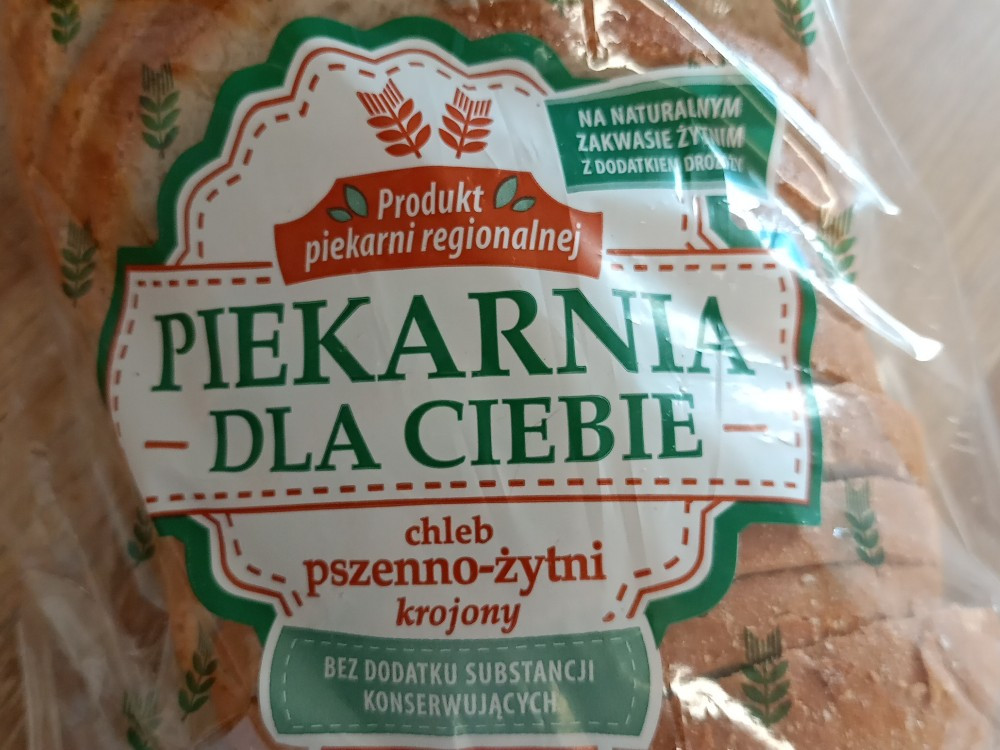 NA NATURALNYM
ZAKWASIE ŻYTNIM
Z DODATKIEM DROŻDŻY
Produkt
piekarni regionalnej
PIEKARNIA
DLA CIEBIE
chleb
pszenno-żytni
krojony
BEZ DODATKU SUBSTANCJI
KONSERWUJĄCYCH